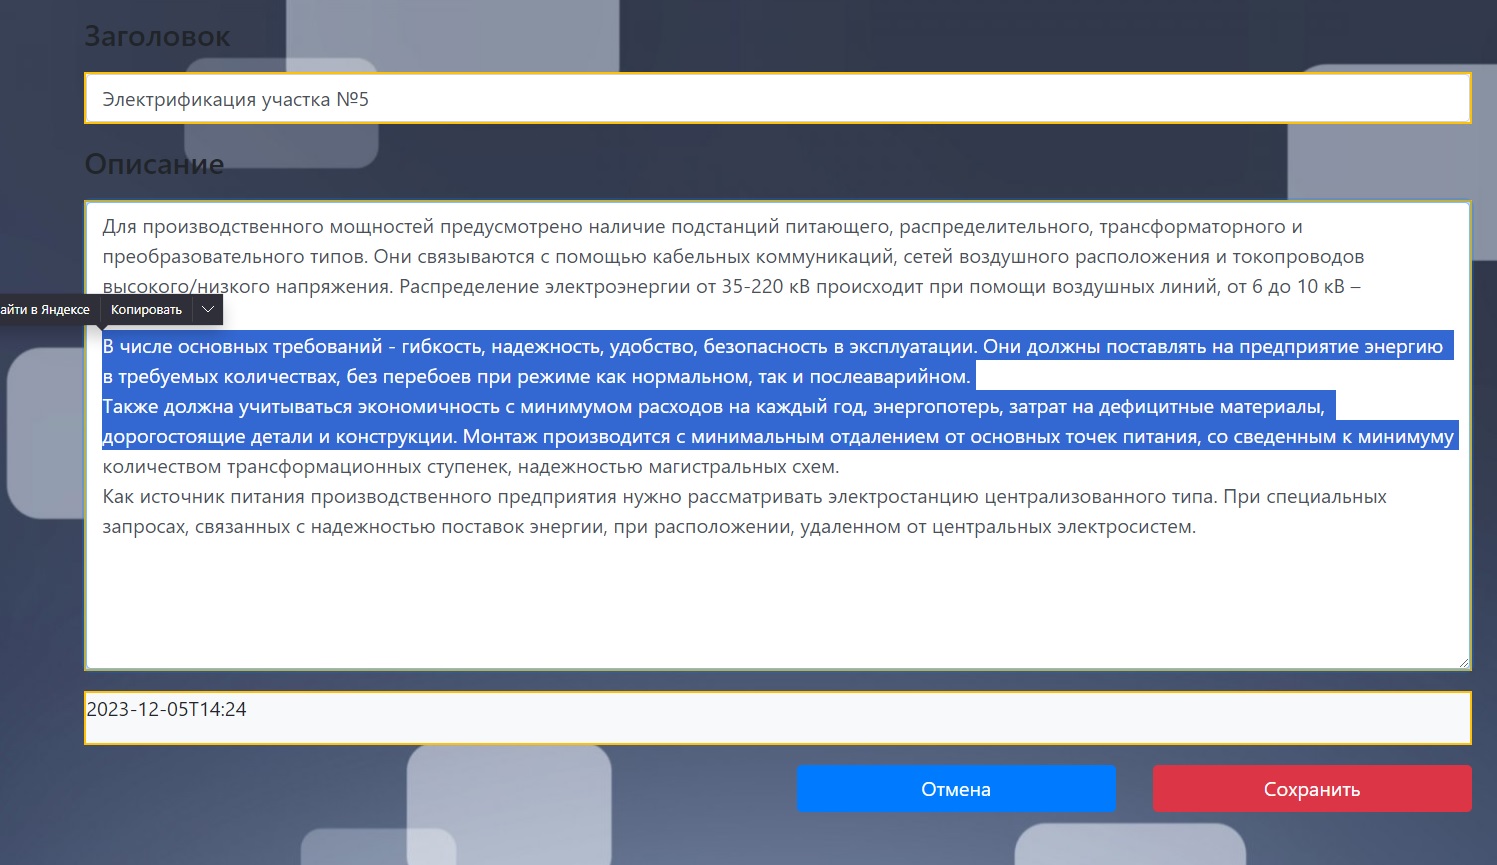 Заголовок
Электрификация участка №5
Описание
Для производственного мощностей предусмотрено наличие подстанций питающего, распределительного, трансформаторного и
преобразовательного типов. Они связываются с помощью кабельных коммуникаций, сетей воздушного расположения и токопроводов
высокого/низкого напряжения. Распределение электроэнергии от 35-220 кВ происходит при помощи воздушных линий, от 6 до 10 кВ –
айти в Яндексе Копировать
В числе основных требований - гибкость, надежность, удобство, безопасность в эксплуатации. Они должны поставлять на предприятие энергию
в требуемых количествах, без перебоев при режиме как нормальном, так и послеаварийном.
Также должна учитываться экономичность с минимумом расходов на каждый год, энергопотерь, затрат на дефицитные материалы,
дорогостоящие детали и конструкции. Монтаж производится с минимальным отдалением от основных точек питания, со сведенным к минимуму
количеством трансформационных ступенек, надежностью магистральных схем.
Как источник питания производственного предприятия нужно рассматривать электростанцию централизованного типа. При специальных
запросах, связанных с надежностью поставок энергии, при расположении, удаленном от центральных электросистем.
2023-12-05T14:24
Отмена Сохранить